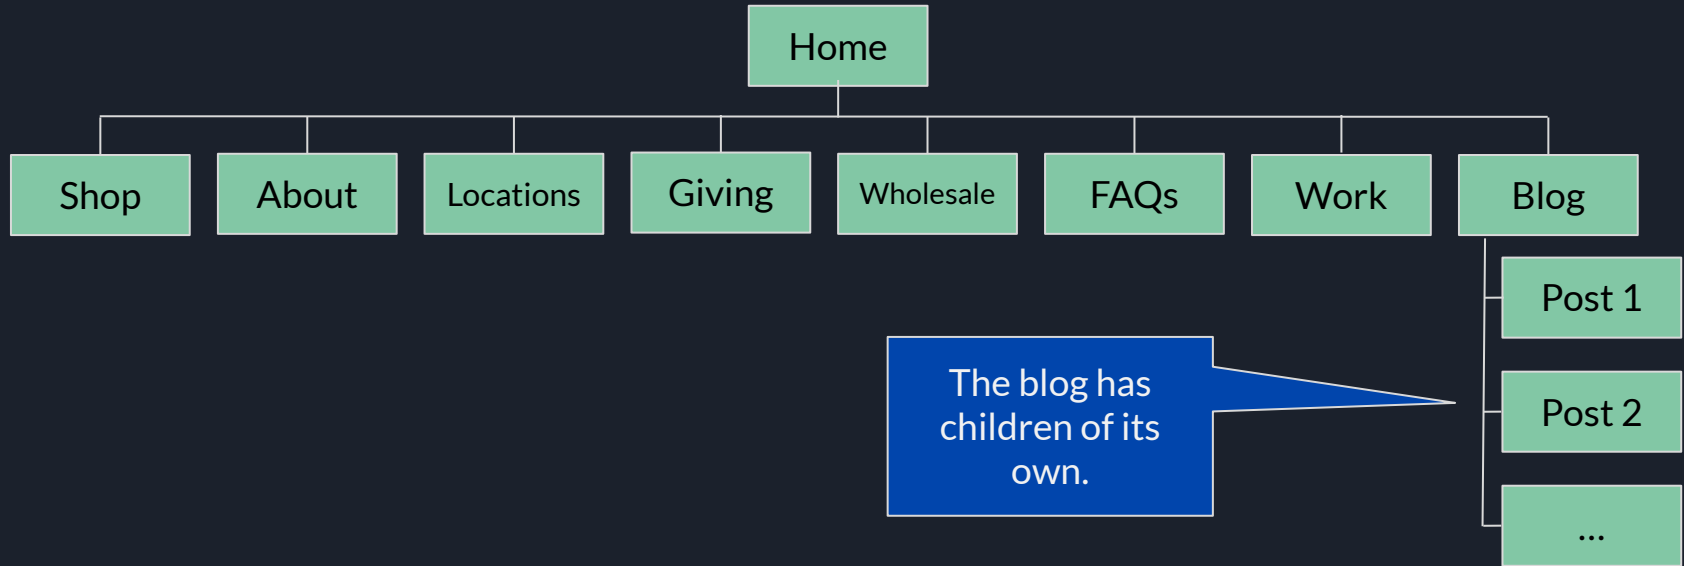 Home
Shop
About
Locations
Giving
Wholesale
FAQs
Work
Blog
Post 1
The blog has
children of its
own.
Post 2
...